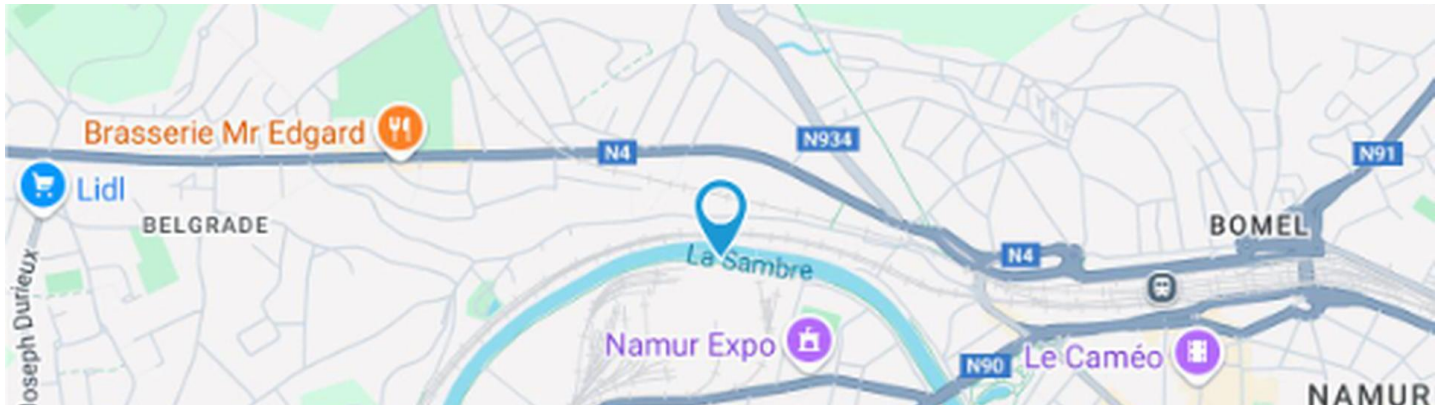 N934
Brasserie Mr Edgard
N4
N91
Lidl
BELGRADE
BOMEL
N4
La Sambre
Joseph Durieux
Namur Expo
Le Caméo
N90
NAMUR